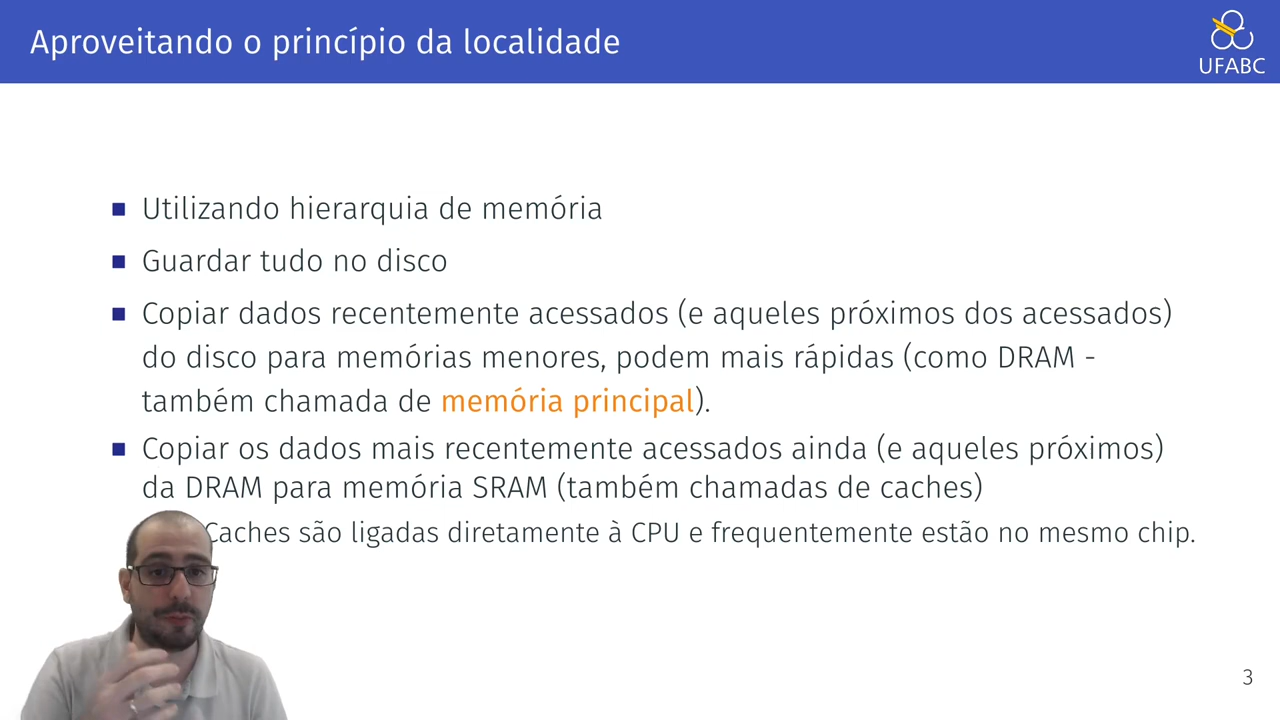 Aproveitando o princípio da localidade
UFABC
Utilizando hierarquia de memória
Guardar tudo no disco
Copiar dados recentemente acessados (e aqueles próximos dos acessados)
do disco para memórias menores, podem mais rápidas (como DRAM -
também chamada de memória principal).
Copiar os dados mais recentemente acessados ainda (e aqueles próximos)
da DRAM para memória SRAM (também chamadas de caches)
Caches são ligadas diretamente à CPU e frequentemente estão no mesmo chip.
3